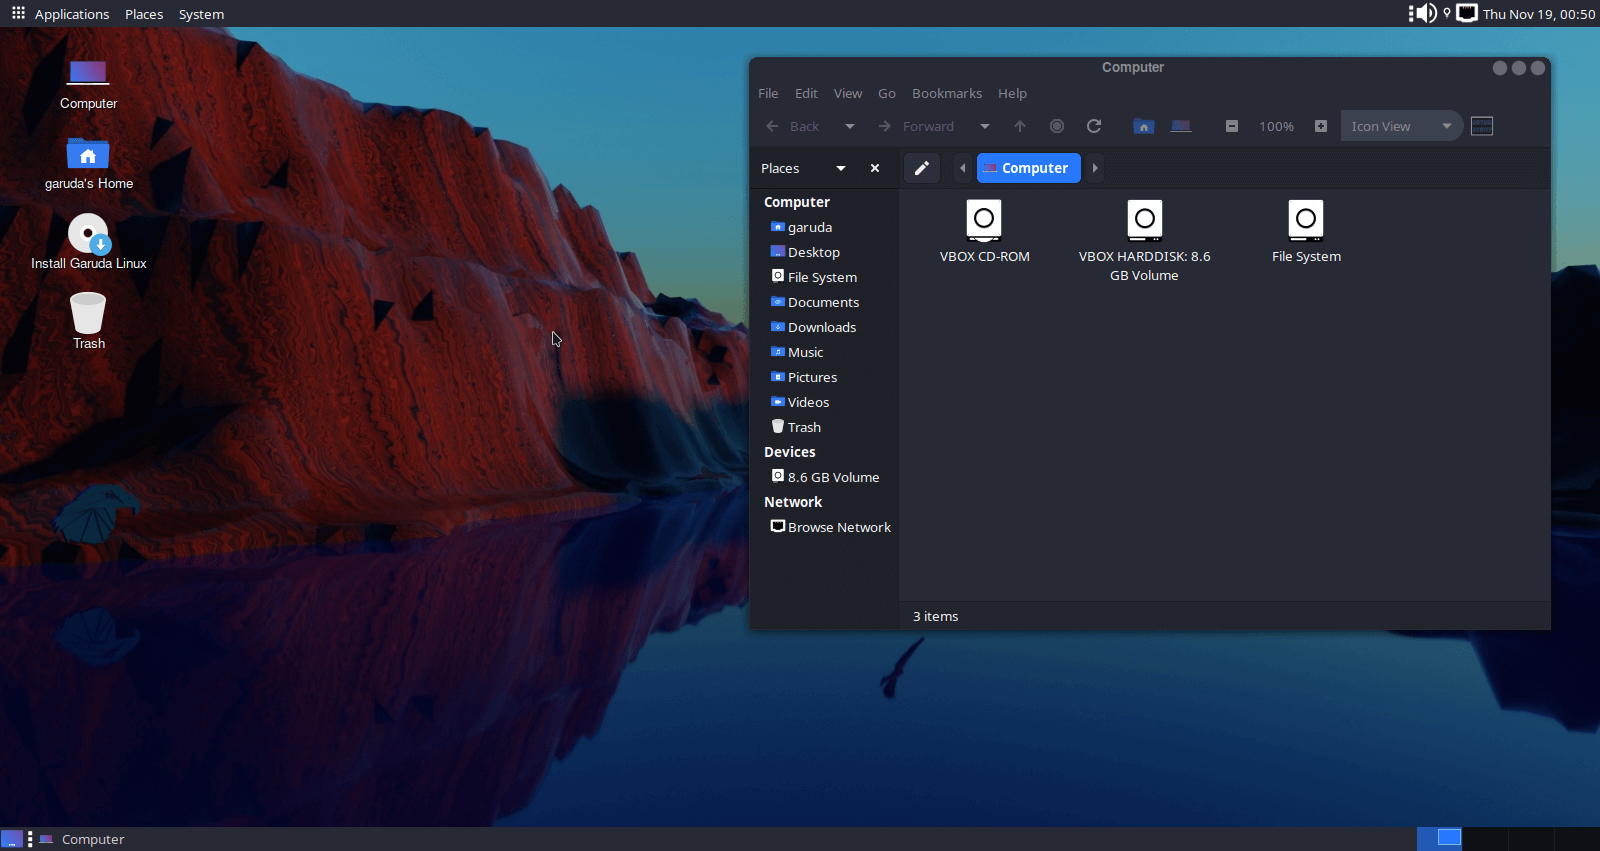 Applications Places System
Thu Nov 19, 00:50
Computer
garuda's Home
Install Garuda Linux
Trash
Computer
File Edit View Go Bookmarks Help
Back Forward 100% Icon View
Places
Computer
Computer
garuda
Desktop
File System
Documents
Downloads
Music
Pictures
Videos
Trash
Devices
8.6 GB Volume
Network
Browse Network
VBOX CD-ROM
VBOX HARDDISK: 8.6
GB Volume
File System
3 items
Computer